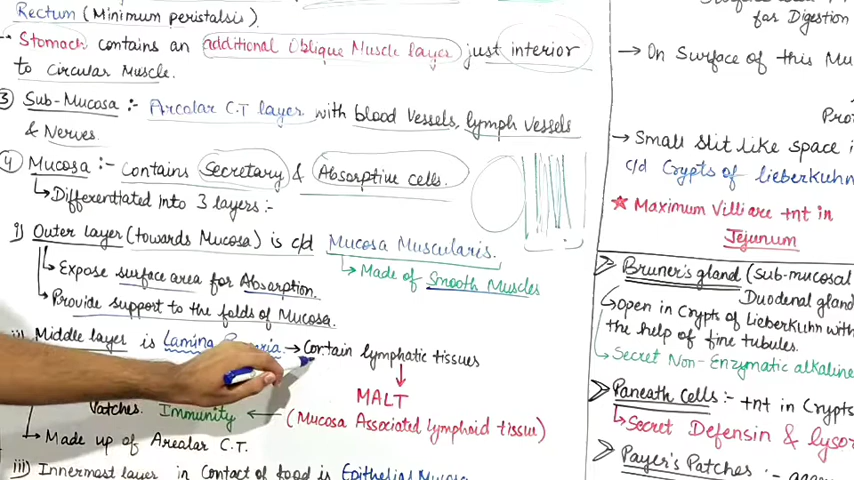 Rectum (Minimum peristalsis).
Stomach contains an additional Oblique Muscle layer just interior
to circular Muscle.
③ Sub-Mucosa :- Areolar C.T layer with blood Vessels, lymph vessels
& Nerves.
④ Mucosa :- Contains Secretary & Absorptive cells.
Differentiated into 3 layers :-
i) Outer layer (towards Mucosa) is c/d Mucosa Muscularis.
Made of Smooth Muscles
Expose surface area for Absorption.
Provide support to the folds of Mucosa.
Middle layer is Lamina → Contain lymphatic tissues
MALT
(Mucosa Associated lymphoid tissue)
Patches. Immunity ←
Made up of Areolar C.T.
iii) Innermost layer in Contact of food is Epithelial
for Digestion
→ On Surface of this
→ Small slit like space
c/d Crypts of lieberkuhn
★ Maximum Villi are +nt in
Jejunum
Bruner's gland (sub-mucosal
Duodenal gland
open in Crypts of Lieberkuhn with
the help of fine tubules.
Secret Non-Enzymatic alkaline
Paneath Cells :- +nt in Crypts
Secret Defensin &
Payer's Patches :-